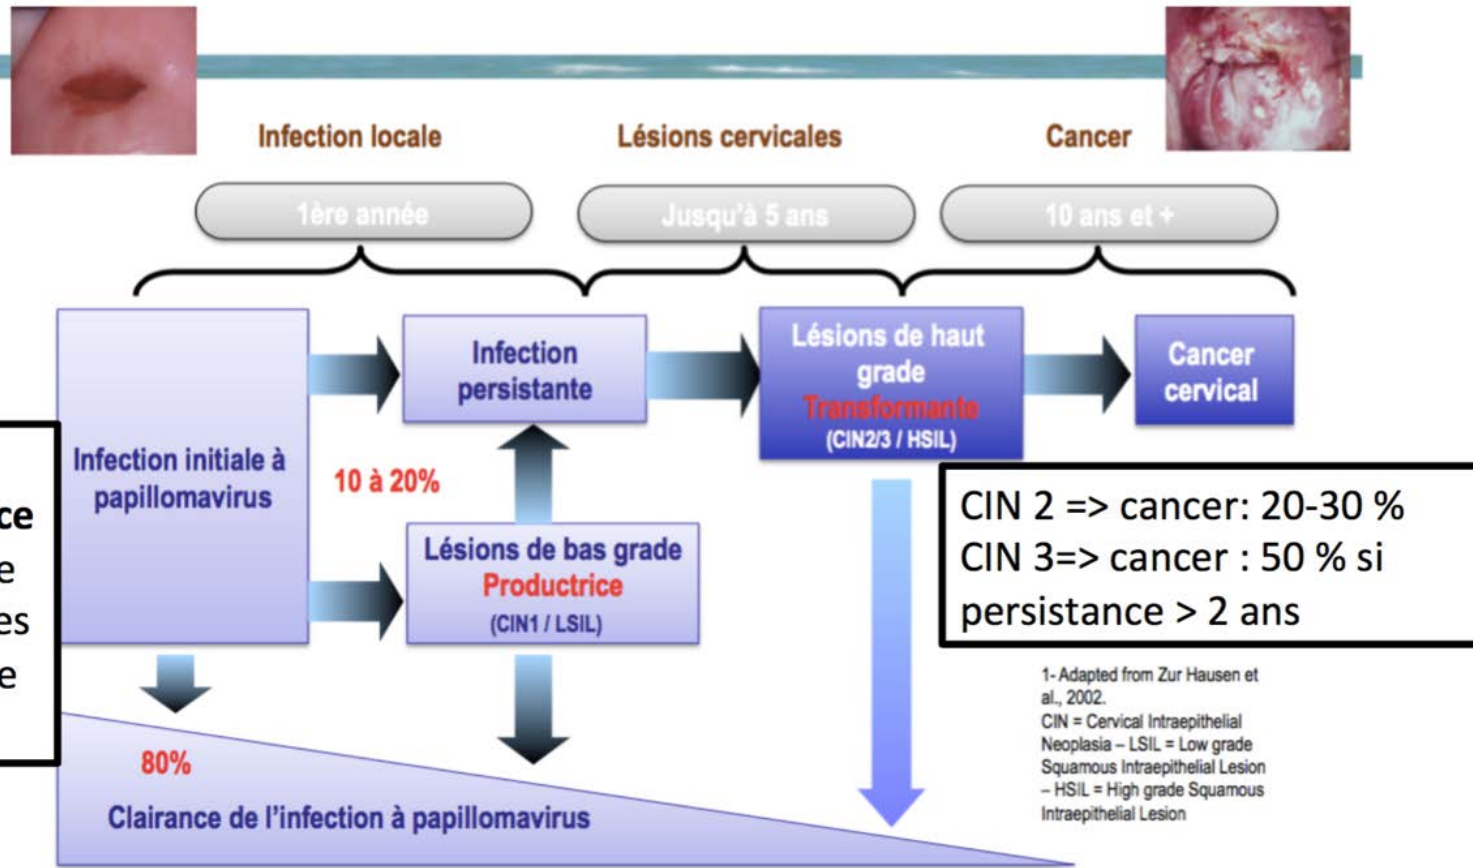 Infection locale
Lésions cervicales
Cancer
1ère année
Jusqu'à 5 ans
10 ans et +
Infection initiale à
papillomavirus
Infection
persistante
Lésions de haut
grade
Transformante
(CIN2/3 / HSIL)
Cancer
cervical
10 à 20%
Lésions de bas grade
Productrice
(CIN1 / LSIL)
ce
e
es
e
CIN 2 => cancer: 20-30 %
CIN 3=> cancer : 50 % si
persistance > 2 ans
80%
Clairance de l'infection à papillomavirus
1- Adapted from Zur Hausen et
al., 2002.
CIN = Cervical Intraepithelial
Neoplasia – LSIL = Low grade
Squamous Intraepithelial Lesion
– HSIL = High grade Squamous
Intraepithelial Lesion